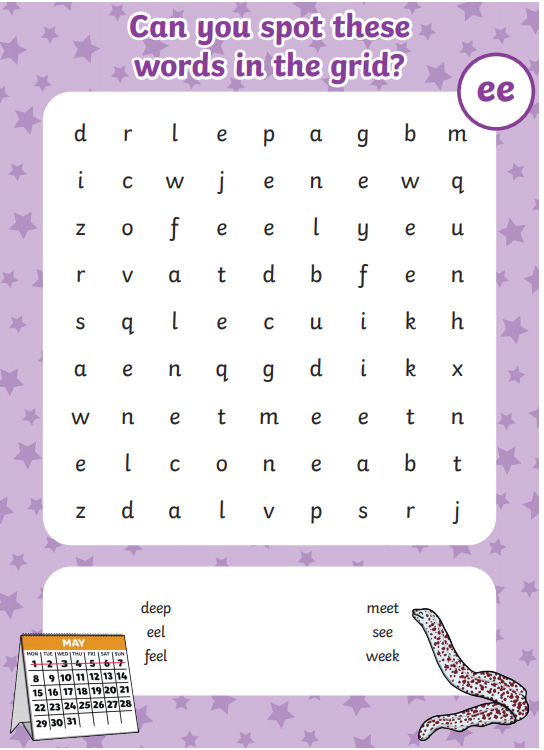 Can you spot these
words in the grid?
ee
d r l e p a g b m
i c w j e n e w q
z o f e e l y e u
r v a t d b f e n
s q l e c u i k h
a e n q g d i k x
w n e t m e e t n
e l c o n e a b t
z d a l v p s r j
deep
eel
feel
meet
see
week
MAY
MON TUE WED THU FRI SAT SUN
1 2 3 4 5 6 7
8 9 10 11 12 13 14
15 16 17 18 19 20 21
22 23 24 25 26 27 28
29 30 31